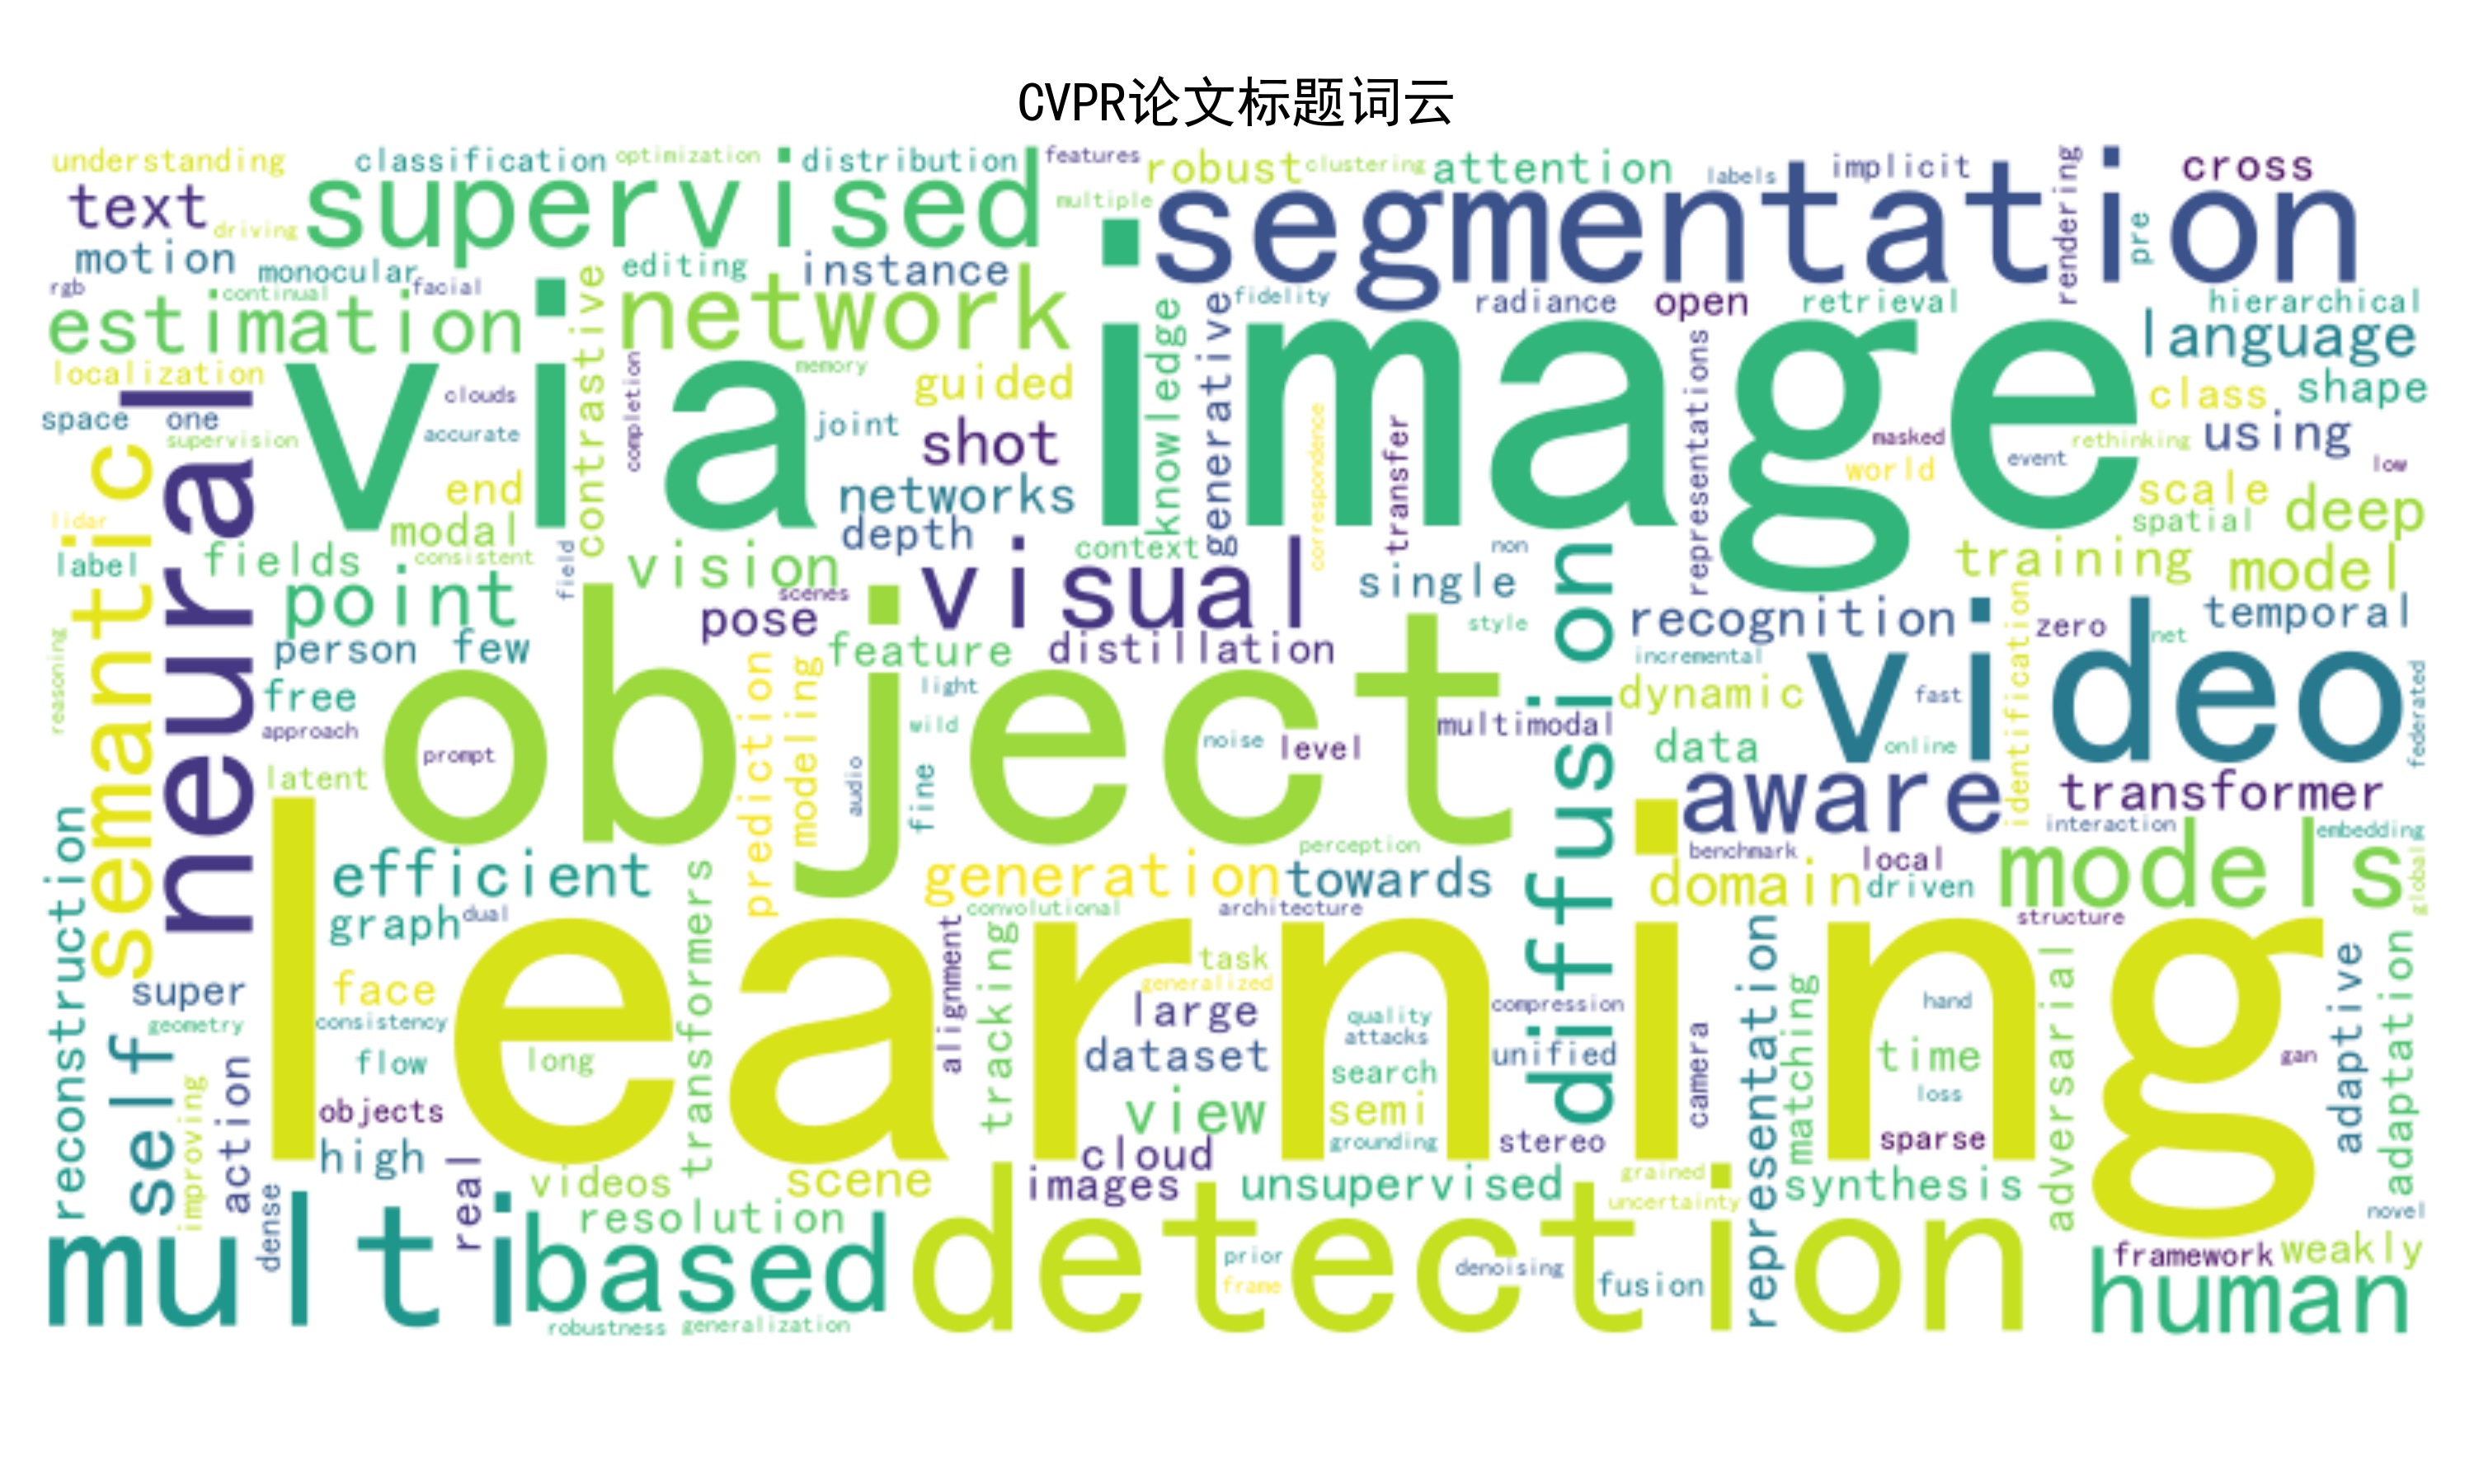 CVPR论文标题词云
understanding
classification
optimization
distribution
features
robust
clustering
attention
labels
implicit
rendering
cross
text
driving
supervised
multiple
segmentation
pre
motion
monocular
editing
instance
rgb
continual
facial
contrastive
network
knowledge
generative
fidelity
radiance
open
retrieval
hierarchical
estimation
language
localization
via
completion
memory
guided
image
representations
class
shape
space
one
clouds
supervision
accurate
joint
shot
correspondence
transfer
masked
rethinking
using
semantic
neural
end
networks
world
event
low
scale
lidar
modal
depth
spatial
deep
label
fields
consistent
field
vision
context
visual
non
single
diffusion
training
model
point
scenes
pose
style
recognition
identification
zero
net
temporal
reasoning
person
few
feature
distillation
incremental
free
object
prediction
modeling
light
dynamic
video
fast
federated
approach
prompt
wild
noise
level
multimodal
data
online
latent
audio
fine
aware
transformer
reconstruction
efficient
perception
benchmark
local
interaction
embedding
transformers
generation
towards
domain
driven
models
global
graph
dual
convolutional
architecture
structure
learning
alignment
tracking
task
generalized
representation
matching
adversarial
adaptive
adaptation
super
face
large
compression
hand
geometry
consistency
quality
attacks
camera
self
flow
long
dataset
unified
time
gan
improving
action
search
loss
objects
view
semi
grounding
stereo
sparse
high
real
cloud
videos
scene
images
unsupervised
grained
uncertainty
synthesis
dense
resolution
novel
multi
based
detection
prior
frame
denoising
fusion
framework
weakly
human
robustness
generalization